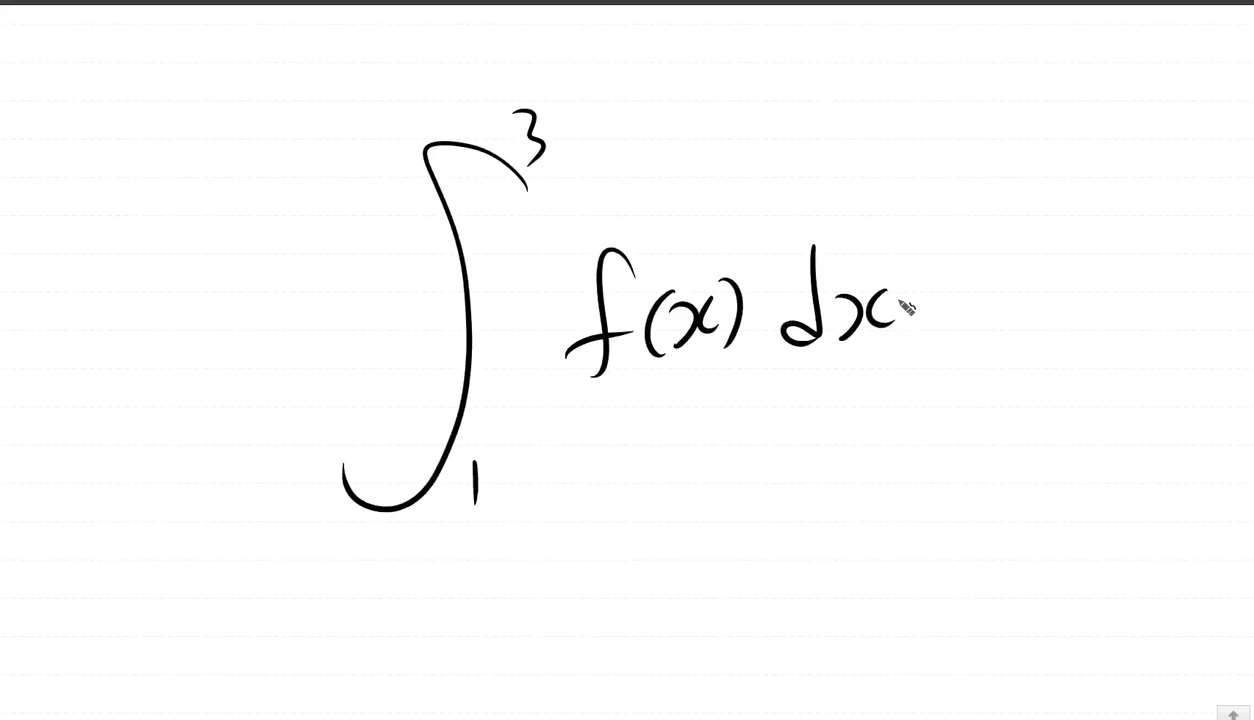 ∫₁³ f(x) dx